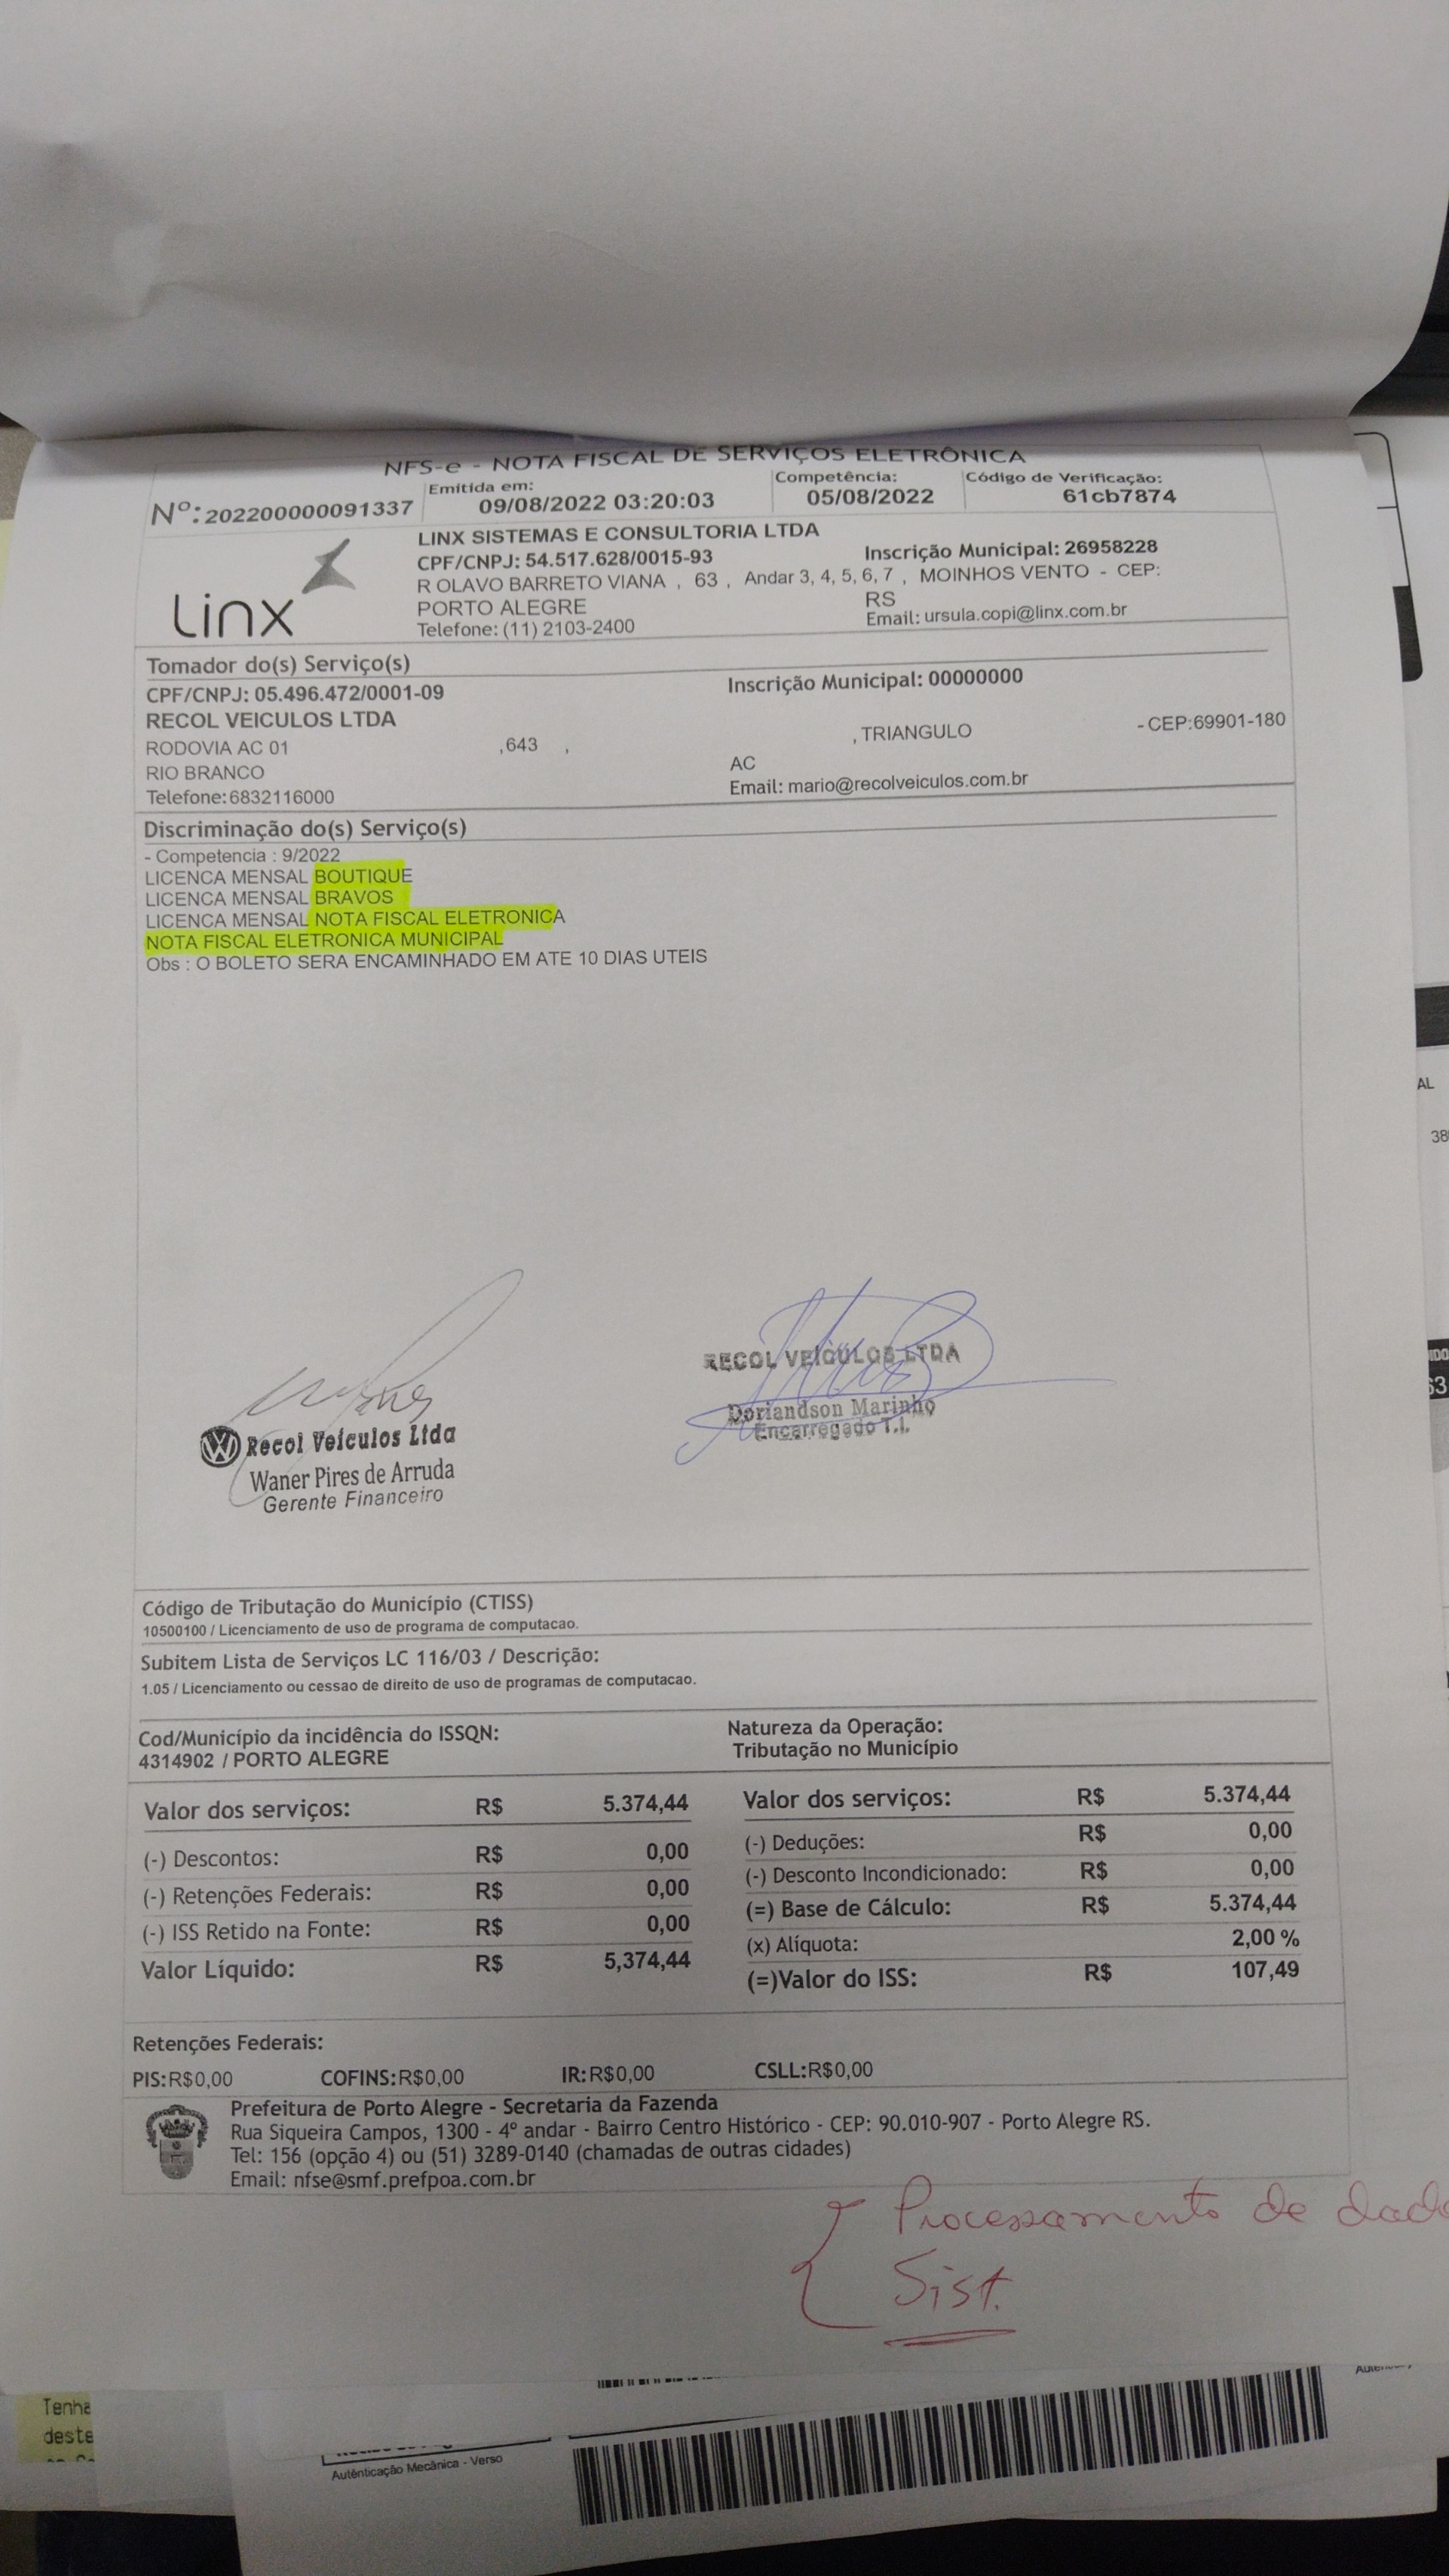 NFS-e - NOTA FISCAL DE SERVIÇOS ELETRÔNICA
Nº: 202200000091337
Emitida em:
09/08/2022 03:20:03
Competência:
05/08/2022
Código de Verificação:
61cb7874
Linx
LINX SISTEMAS E CONSULTORIA LTDA
CPF/CNPJ: 54.517.628/0015-93 Inscrição Municipal: 26958228
R OLAVO BARRETO VIANA , 63 , Andar 3, 4, 5, 6, 7 , MOINHOS VENTO - CEP:
PORTO ALEGRE RS
Telefone: (11) 2103-2400 Email: ursula.copi@linx.com.br
Tomador do(s) Serviço(s)
CPF/CNPJ: 05.496.472/0001-09 Inscrição Municipal: 00000000
RECOL VEICULOS LTDA
RODOVIA AC 01 ,643 , , TRIANGULO - CEP:69901-180
RIO BRANCO AC
Telefone:6832116000 Email: mario@recolveiculos.com.br
Discriminação do(s) Serviço(s)
- Competencia : 9/2022
LICENCA MENSAL BOUTIQUE
LICENCA MENSAL BRAVOS
LICENCA MENSAL NOTA FISCAL ELETRONICA
NOTA FISCAL ELETRONICA MUNICIPAL
Obs : O BOLETO SERA ENCAMINHADO EM ATE 10 DIAS UTEIS
Recol Veículos Ltda
Waner Pires de Arruda
Gerente Financeiro
RECOL VEÍCULOS LTDA
Doriandson Marinho
Encarregado T.I.
Código de Tributação do Município (CTISS)
10500100 / Licenciamento de uso de programa de computacao.
Subitem Lista de Serviços LC 116/03 / Descrição:
1.05 / Licenciamento ou cessao de direito de uso de programas de computacao.
Cod/Município da incidência do ISSQN: Natureza da Operação:
4314902 / PORTO ALEGRE Tributação no Município
Valor dos serviços: R$ 5.374,44 Valor dos serviços: R$ 5.374,44
(-) Descontos: R$ 0,00 (-) Deduções: R$ 0,00
(-) Retenções Federais: R$ 0,00 (-) Desconto Incondicionado: R$ 0,00
(-) ISS Retido na Fonte: R$ 0,00 (=) Base de Cálculo: R$ 5.374,44
(x) Alíquota: 2,00 %
Valor Líquido: R$ 5,374,44 (=)Valor do ISS: R$ 107,49
Retenções Federais:
PIS:R$0,00 COFINS:R$0,00 IR:R$0,00 CSLL:R$0,00
Prefeitura de Porto Alegre - Secretaria da Fazenda
Rua Siqueira Campos, 1300 - 4º andar - Bairro Centro Histórico - CEP: 90.010-907 - Porto Alegre RS.
Tel: 156 (opção 4) ou (51) 3289-0140 (chamadas de outras cidades)
Email: nfse@smf.prefpoa.com.br
Processamento de dado
Sist.
Tenha
deste
Autênticação Mecânica - Verso
AL
38